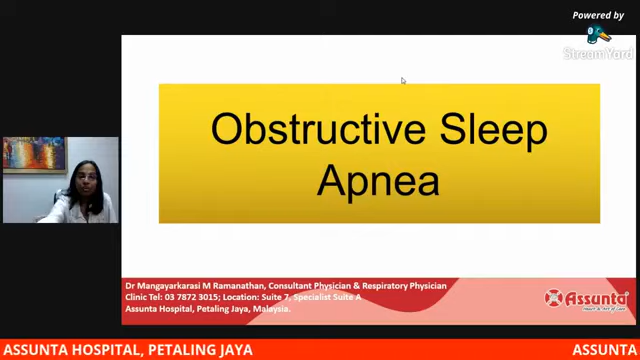 Powered by
StreamYard
Obstructive Sleep
Apnea
Dr Mangayarkarasi M Ramanathan, Consultant Physician & Respiratory Physician
Clinic Tel: 03 7872 3015; Location: Suite 7, Specialist Suite A
Assunta Hospital, Petaling Jaya, Malaysia.
Assunta
ASSUNTA HOSPITAL, PETALING JAYA
ASSUNTA